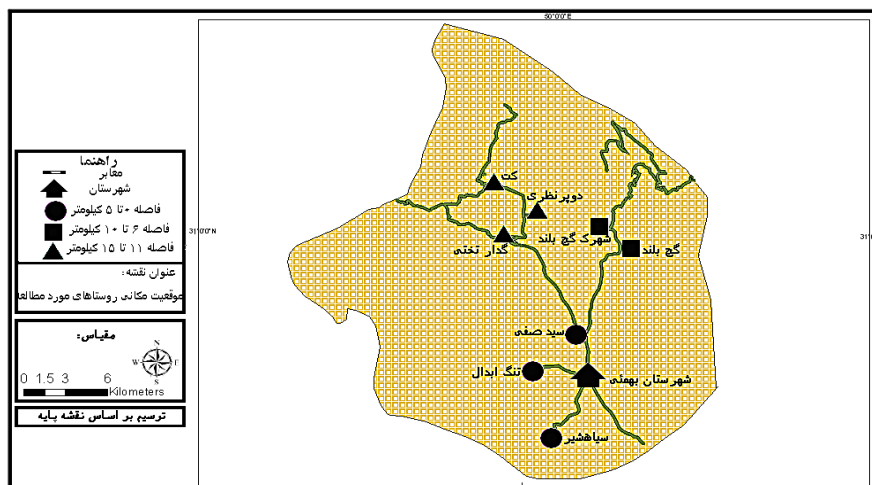 50°0'0"E
راهنما
معابر
شهرستان
فاصله ۰ تا ۵ کیلومتر
فاصله ۶ تا ۱۰ کیلومتر
فاصله ۱۱ تا ۱۵ کیلومتر
عنوان نقشه:
موقعیت مکانی روستاهای مورد مطالعه
مقیاس:
N
W E
S
0 1.5 3 6
Kilometers
ترسیم بر اساس نقشه پایه
31°0'0"N
31°
کت
دوپر نظری
گدار تختی
شهرک گچ بلند
گچ بلند
سید صفی
تنگ ابدال
شهرستان بهمئی
سیاهشیر